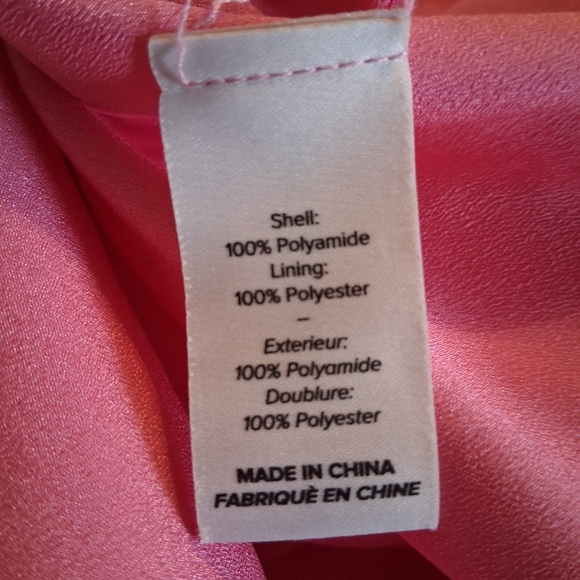 Shell:
100% Polyamide
Lining:
100% Polyester
–
Exterieur:
100% Polyamide
Doublure:
100% Polyester
MADE IN CHINA
FABRIQUÈ EN CHINE